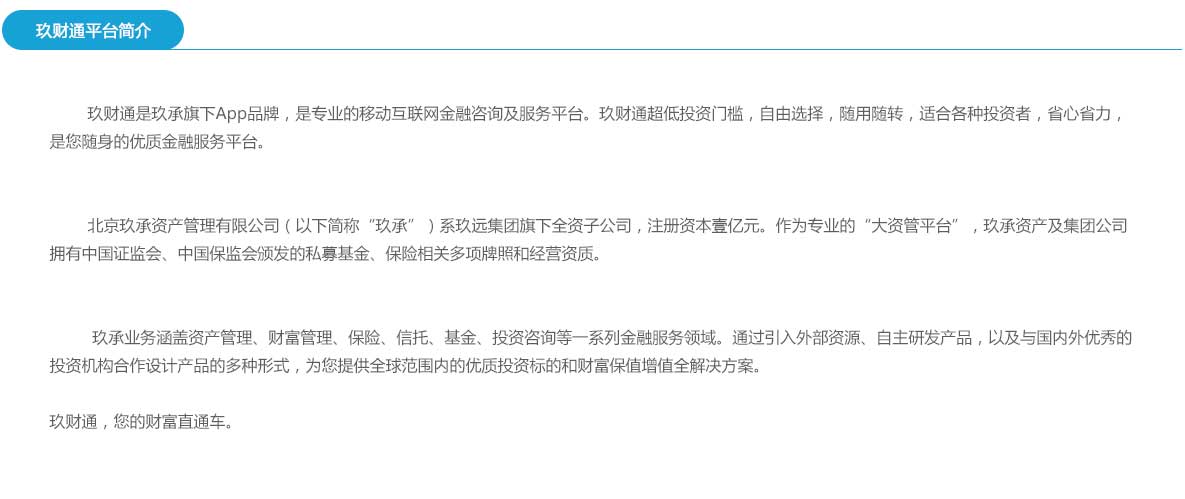 玖财通平台简介
玖财通是玖承旗下App品牌，是专业的移动互联网金融咨询及服务平台。玖财通超低投资门槛，自由选择，随用随转，适合各种投资者，省心省力，
是您随身的优质金融服务平台。
北京玖承资产管理有限公司（以下简称“玖承”）系玖远集团旗下全资子公司，注册资本壹亿元。作为专业的“大资管平台”，玖承资产及集团公司
拥有中国证监会、中国保监会颁发的私募基金、保险相关多项牌照和经营资质。
玖承业务涵盖资产管理、财富管理、保险、信托、基金、投资咨询等一系列金融服务领域。通过引入外部资源、自主研发产品，以及与国内外优秀的
投资机构合作设计产品的多种形式，为您提供全球范围内的优质投资标的和财富保值增值全解决方案。
玖财通，您的财富直通车。